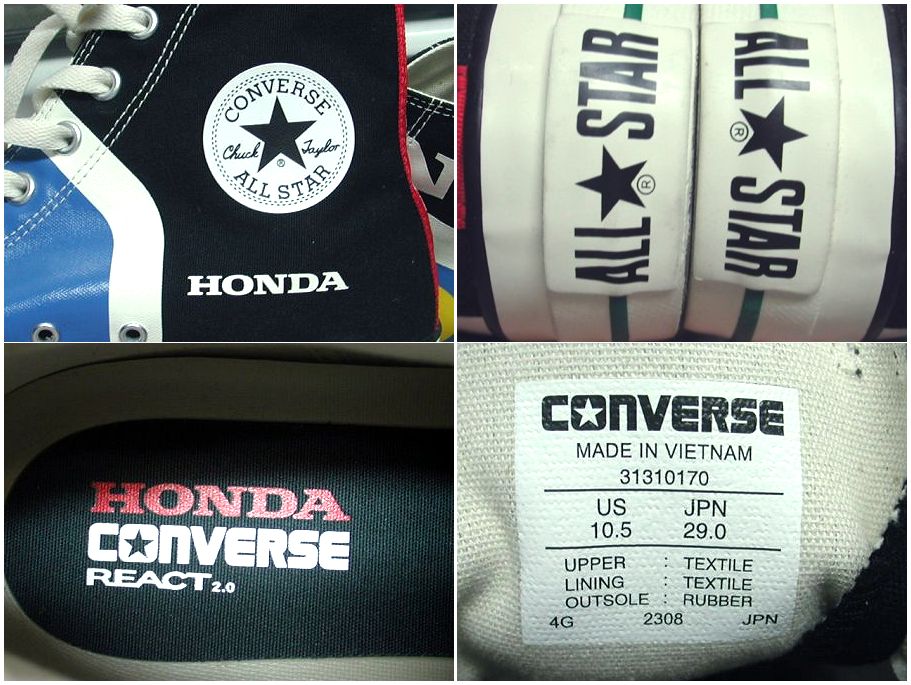 CONVERSE
Chuck Taylor
®
ALL STAR
HONDA
ALL ★ STAR
®
ALL ★ STAR
®
HONDA
CONVERSE
REACT 2.0
CONVERSE
MADE IN VIETNAM
31310170
US JPN
10.5 29.0
UPPER : TEXTILE
LINING : TEXTILE
OUTSOLE : RUBBER
4G 2308 JPN